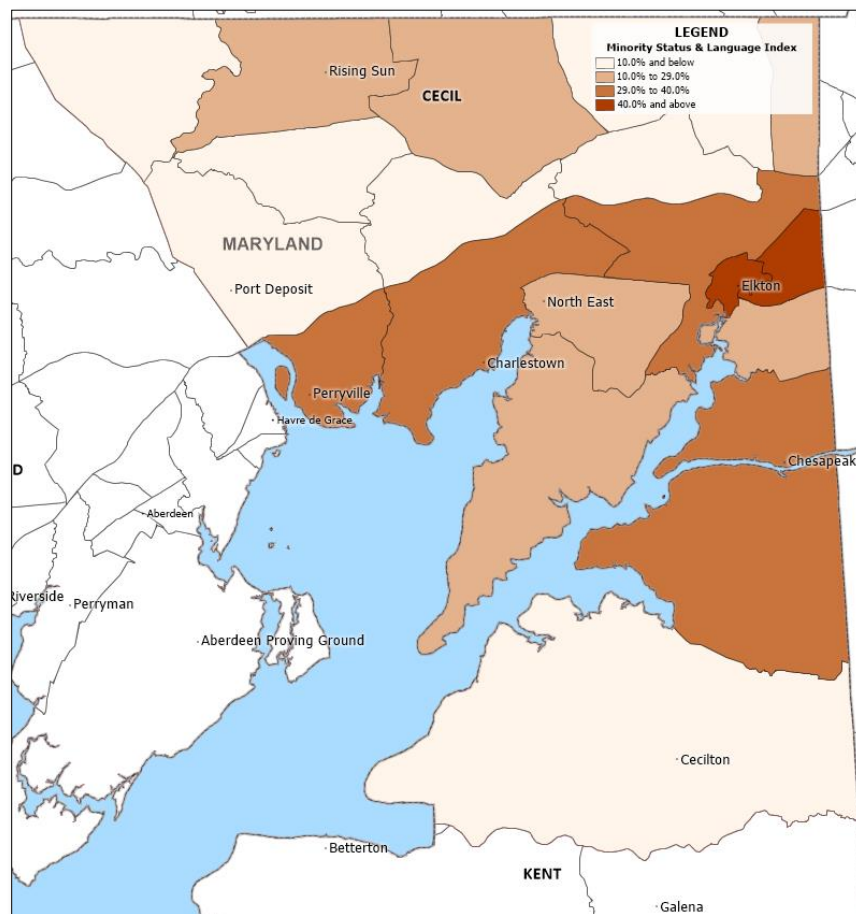 LEGEND
Minority Status & Language Index
10.0% and below
10.0% to 29.0%
29.0% to 40.0%
40.0% and above
Rising Sun
CECIL
MARYLAND
Port Deposit
Elkton
North East
Charlestown
Perryville
Havre de Grace
Chesapeak
D
Aberdeen
Riverside
Perryman
Aberdeen Proving Ground
Cecilton
Betterton
KENT
Galena